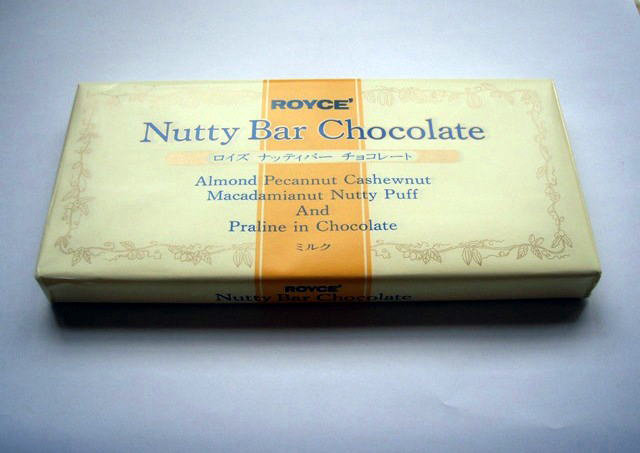 ROYCE'
Nutty Bar Chocolate
ロイズ ナッティバー チョコレート
Almond Pecannut Cashewnut
Macadamianut Nutty Puff
And
Praline in Chocolate
ミルク
ROYCE'
Nutty Bar Chocolate